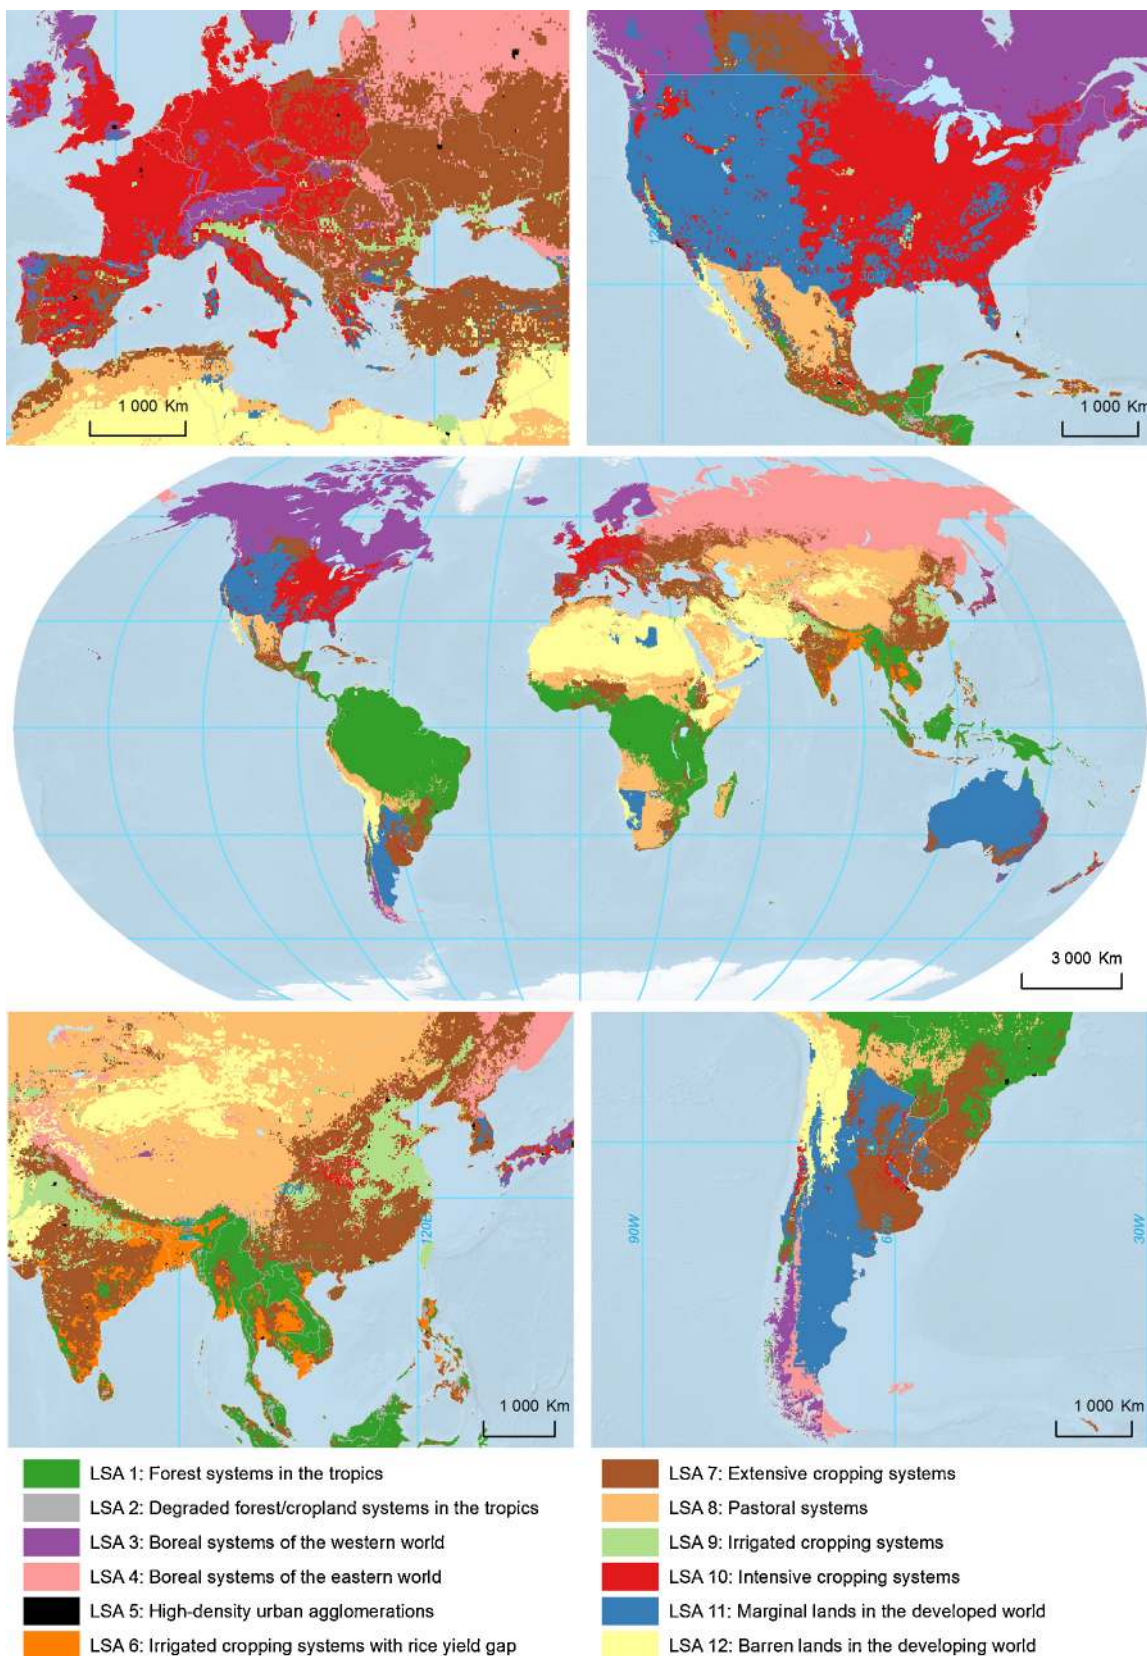 1 000 Km
1 000 Km
3 000 Km
120E
1 000 Km
90W
60W
30W
1 000 Km
LSA 1: Forest systems in the tropics
LSA 2: Degraded forest/cropland systems in the tropics
LSA 3: Boreal systems of the western world
LSA 4: Boreal systems of the eastern world
LSA 5: High-density urban agglomerations
LSA 6: Irrigated cropping systems with rice yield gap
LSA 7: Extensive cropping systems
LSA 8: Pastoral systems
LSA 9: Irrigated cropping systems
LSA 10: Intensive cropping systems
LSA 11: Marginal lands in the developed world
LSA 12: Barren lands in the developing world